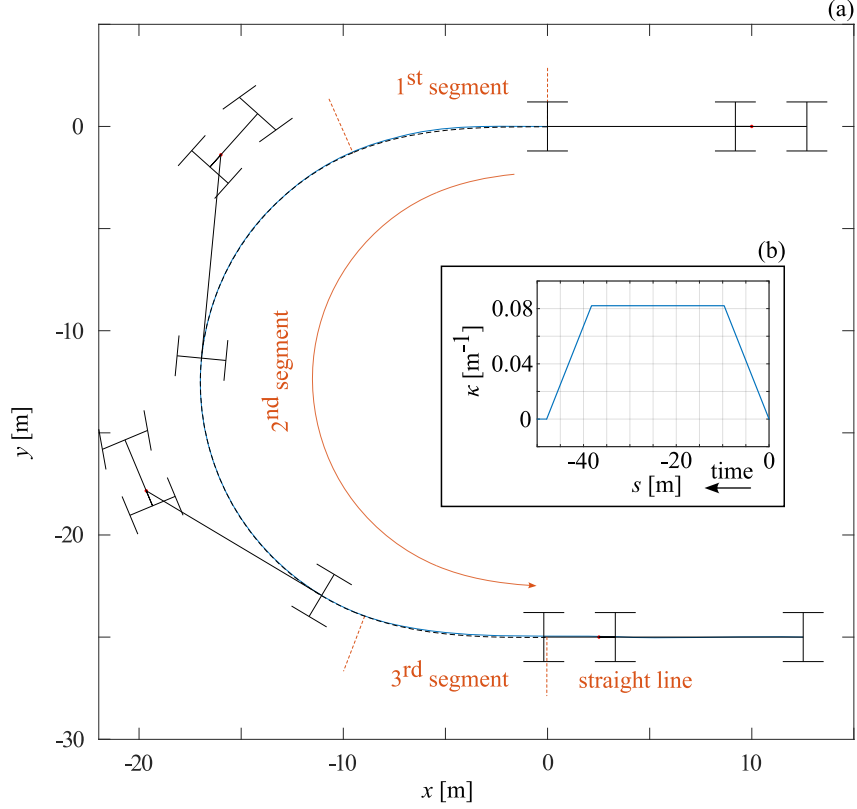 (a)
1st segment
0
(b)
0.08
0.04
0
κ [m-1]
-40
-20
0
s [m]
time
2nd segment
-10
y [m]
-20
3rd segment
straight line
-30
-20
-10
0
10
x [m]